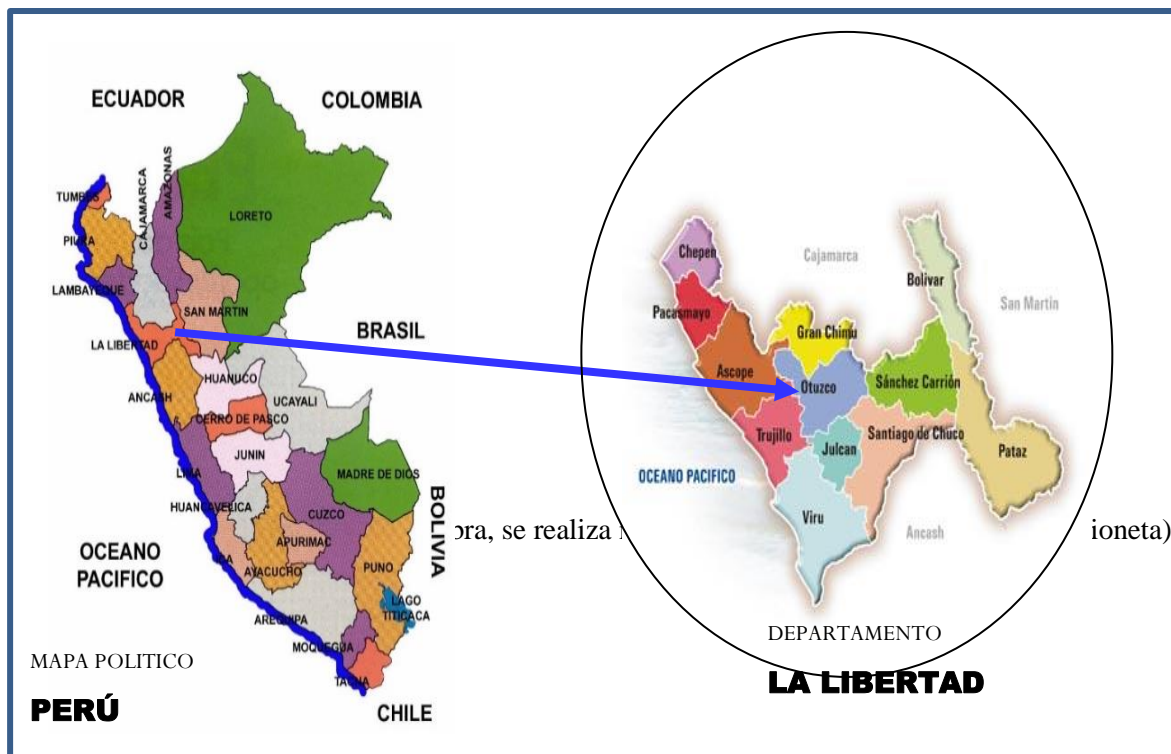 ECUADOR
COLOMBIA
CAJAMARCA
AMAZONAS
TUMBES
LORETO
PIURA
LAMBAYEQUE
SAN MARTIN
LA LIBERTAD
BRASIL
HUANUCO
ANCASH
UCAYALI
CERRO DE PASCO
JUNIN
LIMA
MADRE DE DIOS
HUANCAVELICA
CUZCO
BOLIVIA
APURIMAC
OCEANO
PACIFICO
AYACUCHO
PUNO
LAGO
TITICACA
AREQUIPA
MOQUEGUA
TACNA
CHILE
MAPA POLITICO
PERÚ
Chepen
Cajamarca
Bolivar
San Martin
Pacasmayo
Gran Chimú
Ascope
Otuzco
Sánchez Carrión
Trujillo
Santiago de Chuco
Julcan
Pataz
OCEANO PACIFICO
Viru
Ancash
, se realiza
DEPARTAMENTO
LA LIBERTAD